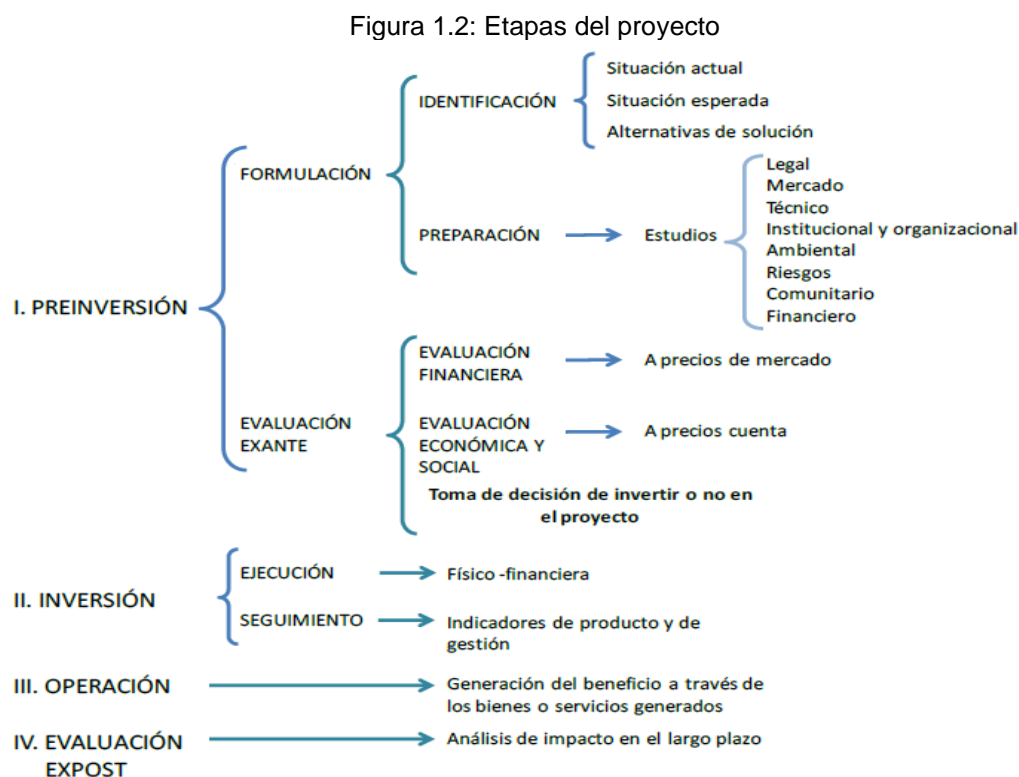 Figura 1.2: Etapas del proyecto
I. PREINVERSIÓN
FORMULACIÓN
IDENTIFICACIÓN
Situación actual
Situación esperada
Alternativas de solución
PREPARACIÓN
Estudios
Legal
Mercado
Técnico
Institucional y organizacional
Ambiental
Riesgos
Comunitario
Financiero
EVALUACIÓN
EXANTE
EVALUACIÓN
FINANCIERA
A precios de mercado
EVALUACIÓN
ECONÓMICA Y
SOCIAL
A precios cuenta
Toma de decisión de invertir o no en
el proyecto
II. INVERSIÓN
EJECUCIÓN
Físico -financiera
SEGUIMIENTO
Indicadores de producto y de
gestión
III. OPERACIÓN
Generación del beneficio a través de
los bienes o servicios generados
IV. EVALUACIÓN
EXPOST
Análisis de impacto en el largo plazo